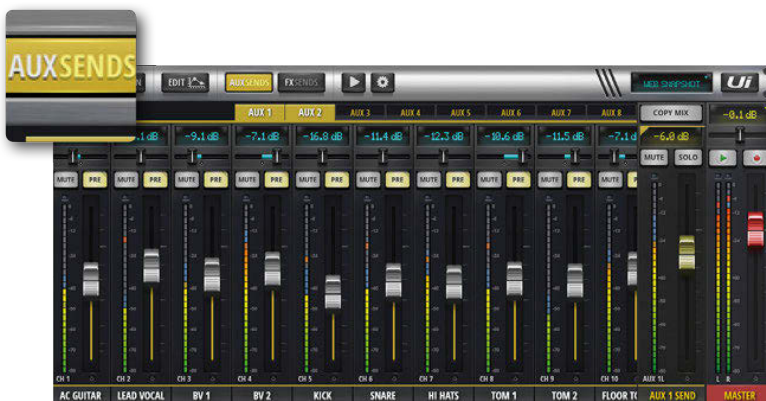 AUXSENDS
EDIT AUXSENDS FXSENDS WEB SNAPSHOT Ui
AUX 1 AUX 2 AUX 3 AUX 4 AUX 5 AUX 6 AUX 7 AUX 8 COPY MIX -0.1 dB
-9.1 dB -7.1 dB -16.8 dB -11.4 dB -12.3 dB -10.6 dB -11.5 dB -7.1 d -6.0 dB
MUTE PRE MUTE PRE MUTE PRE MUTE PRE MUTE PRE MUTE PRE MUTE PRE MUTE PRE MUTE PRE MUTE MUTE SOLO
CH 1 CH 2 CH 3 CH 4 CH 5 CH 6 CH 7 CH 8 CH 9 CH 10 AUX 1L L R
AC GUITAR LEAD VOCAL BV 1 BV 2 KICK SNARE HI HATS TOM 1 TOM 2 FLOOR TO AUX 1 SEND MASTER